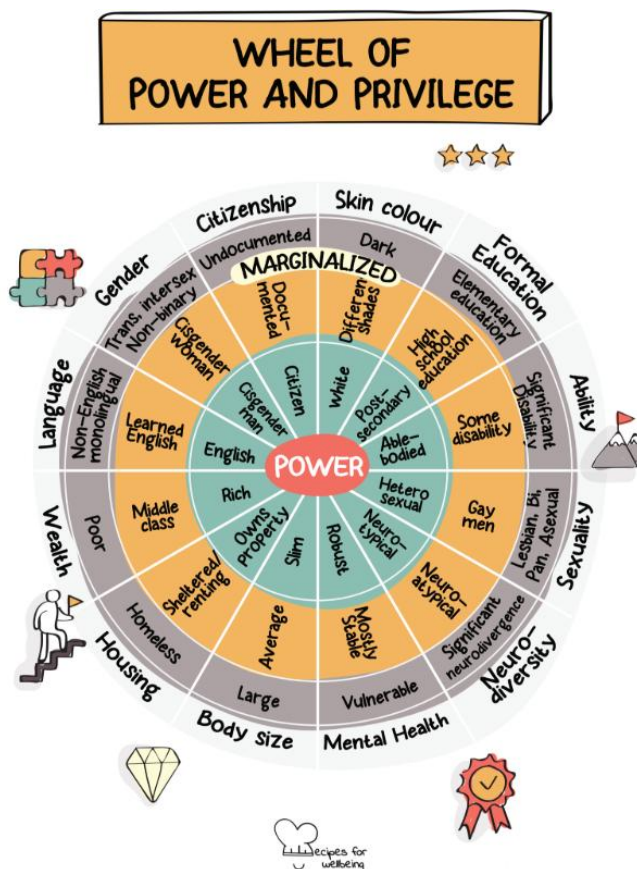 WHEEL OF
POWER AND PRIVILEGE
Citizenship
Undocumented
Docu-
mented
Citizen
Skin colour
Dark
Different
shades
white
Formal
Education
Elementary
education
High
school
education
Post-
secondary
Ability
Significant
Disability
Some
disability
Able-
bodied
Sexuality
Lesbian, Bi,
Pan, Asexual
Gay
men
Hetero
sexual
Neuro-
diversity
Significant
neurodivergence
Neuro-
atypical
Neuro-
typical
Mental Health
Vulnerable
Mostly
Stable
Robust
Body size
Large
Average
Slim
Housing
Homeless
Sheltered/
renting
Owns
property
Wealth
Poor
Middle
class
Rich
Language
Non-English
monolingual
Learned
English
English
Gender
Trans, intersex
Non-binary
Cisgender
woman
Cisgender
man
MARGINALIZED
POWER
ecipes for
wellbeing